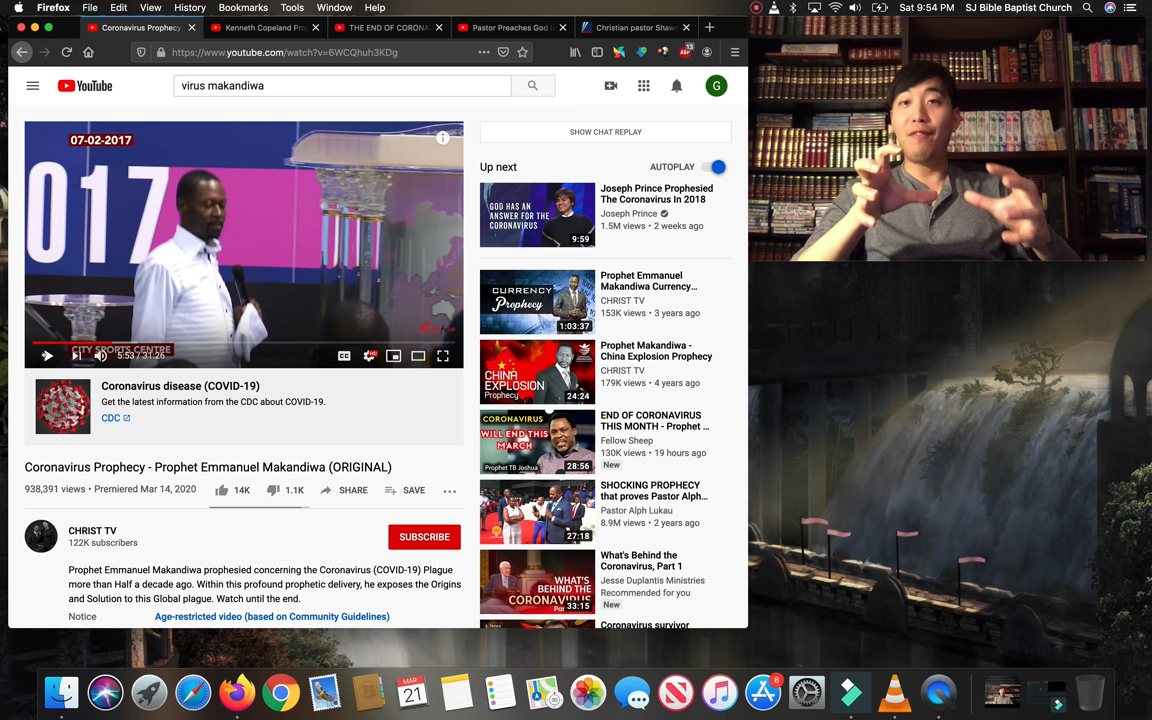 Firefox File Edit View History Bookmarks Tools Window Help
Sat 9:54 PM SJ Bible Baptist Church
Coronavirus Prophecy
Kenneth Copeland Pro
THE END OF CORONA
Pastor Preaches God is
Christian pastor Shaw
https://www.youtube.com/watch?v=6WCQhuh3KDg
13
YouTube
virus makandiwa
G
07-02-2017
017
CITY SPORTS CENTRE
5:53 / 31:26
CC
HD
Coronavirus disease (COVID-19)
Get the latest information from the CDC about COVID-19.
CDC
Coronavirus Prophecy - Prophet Emmanuel Makandiwa (ORIGINAL)
938,391 views • Premiered Mar 14, 2020
14K
1.1K
SHARE
SAVE
CHRIST TV
122K subscribers
SUBSCRIBE
Prophet Emmanuel Makandiwa prophesied concerning the Coronavirus (COVID-19) Plague
more than Half a decade ago. Within this profound prophetic delivery, he exposes the Origins
and Solution to this Global plague. Watch until the end.
Notice
Age-restricted video (based on Community Guidelines)
SHOW CHAT REPLAY
Up next
AUTOPLAY
GOD HAS AN
ANSWER FOR THE
CORONAVIRUS
9:59
Joseph Prince Prophesied
The Coronavirus In 2018
Joseph Prince
1.5M views • 2 weeks ago
CURRENCY
Prophecy
1:03:37
Prophet Emmanuel
Makandiwa Currency...
CHRIST TV
153K views • 3 years ago
CHINA
EXPLOSION
Prophecy
24:24
Prophet Makandiwa -
China Explosion Prophecy
CHRIST TV
179K views • 4 years ago
CORONAVIRUS
WILL END THIS
MARCH
Prophet TB Joshua
28:56
END OF CORONAVIRUS
THIS MONTH - Prophet ...
Fellow Sheep
130K views • 19 hours ago
New
27:18
SHOCKING PROPHECY
that proves Pastor Alph...
Pastor Alph Lukau
8.9M views • 2 years ago
WHAT'S
BEHIND THE
CORONAVIRUS
33:15
What's Behind the
Coronavirus, Part 1
Jesse Duplantis Ministries
Recommended for you
New
Coronavirus survivor
MAR
21
8